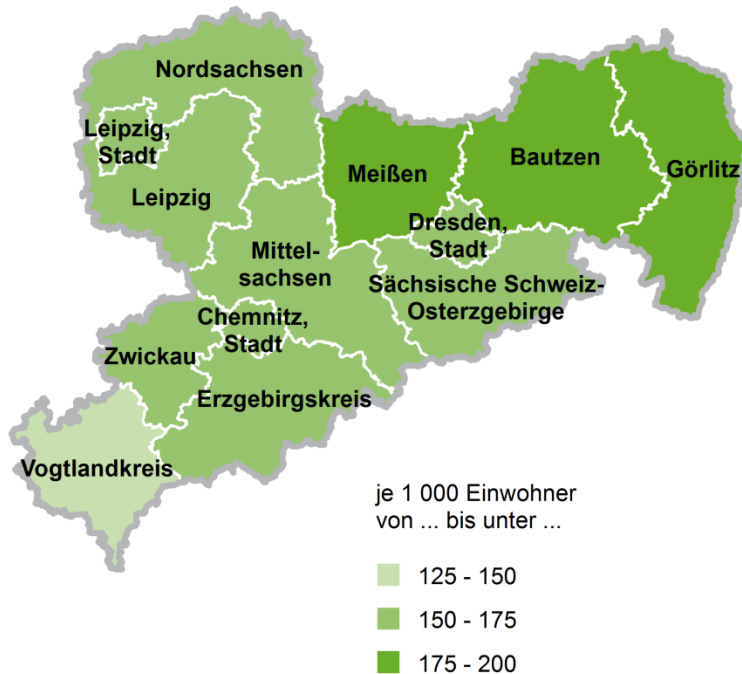 Nordsachsen
Leipzig,
Stadt
Leipzig
Meißen
Bautzen
Görlitz
Dresden,
Stadt
Mittel-
sachsen
Sächsische Schweiz-
Osterzgebirge
Chemnitz,
Stadt
Zwickau
Erzgebirgskreis
Vogtlandkreis
je 1 000 Einwohner
von ... bis unter ...
125 - 150
150 - 175
175 - 200